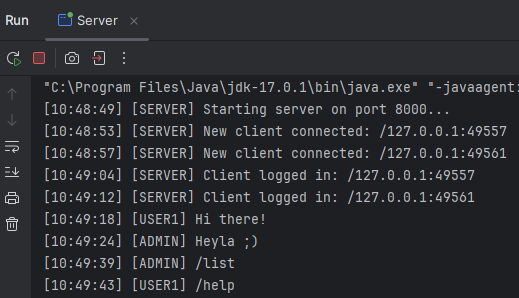 Run Server
"C:\Program Files\Java\jdk-17.0.1\bin\java.exe" "-javaagent:
[10:48:49] [SERVER] Starting server on port 8000...
[10:48:53] [SERVER] New client connected: /127.0.0.1:49557
[10:48:57] [SERVER] New client connected: /127.0.0.1:49561
[10:49:04] [SERVER] Client logged in: /127.0.0.1:49557
[10:49:12] [SERVER] Client logged in: /127.0.0.1:49561
[10:49:18] [USER1] Hi there!
[10:49:24] [ADMIN] Heyla ;)
[10:49:39] [ADMIN] /list
[10:49:43] [USER1] /help